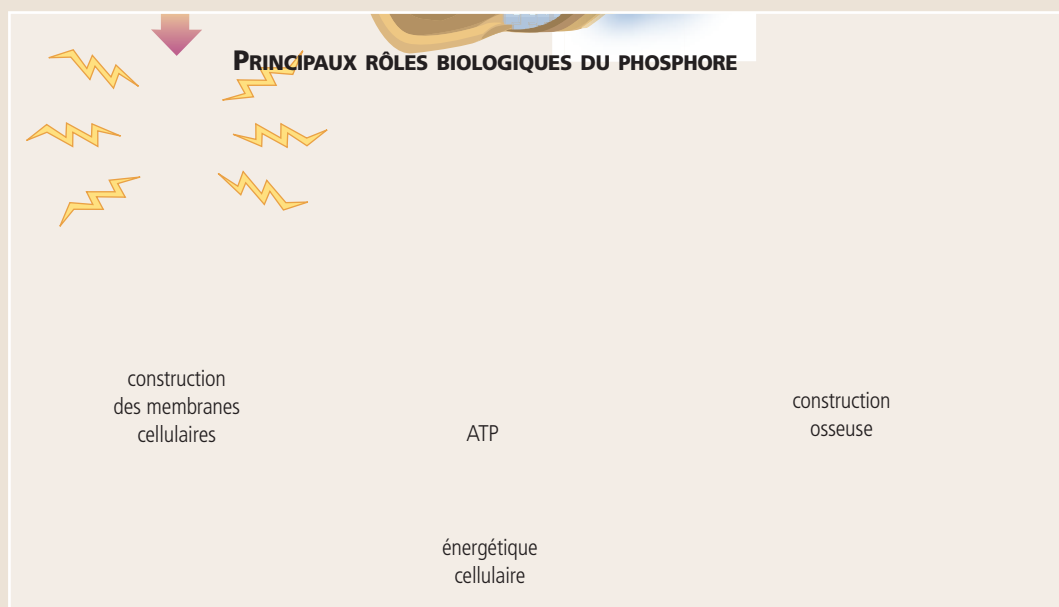 PRINCIPAUX RÔLES BIOLOGIQUES DU PHOSPHORE
construction
des membranes
cellulaires
ATP
énergétique
cellulaire
construction
osseuse